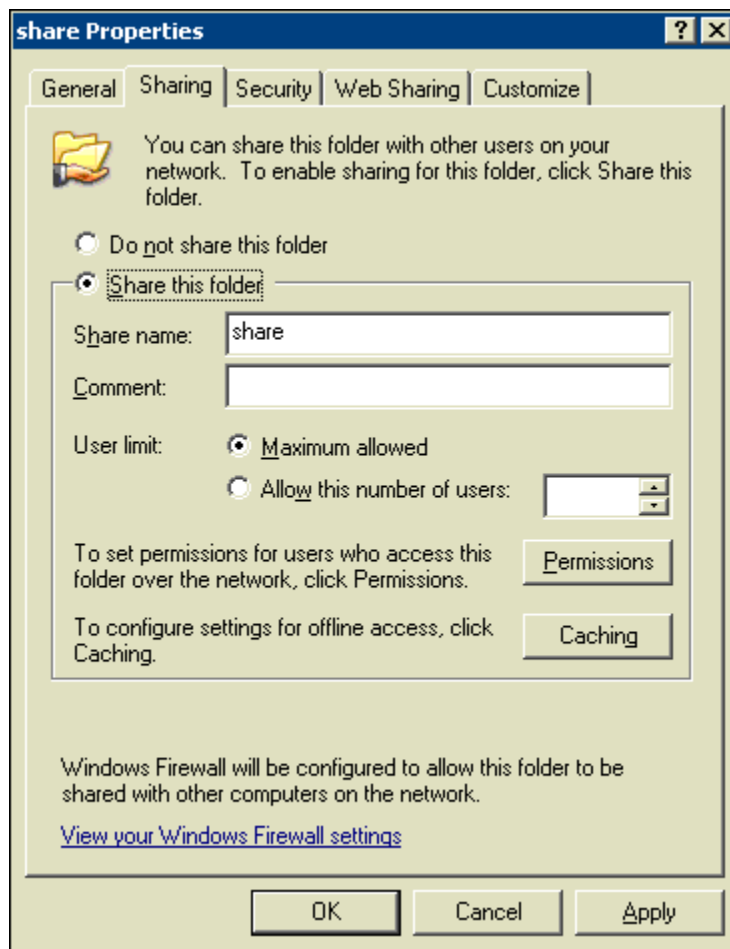 share Properties
General Sharing Security Web Sharing Customize
You can share this folder with other users on your
network. To enable sharing for this folder, click Share this
folder.
Do not share this folder
Share this folder
Share name: share
Comment:
User limit: Maximum allowed
Allow this number of users:
To set permissions for users who access this
folder over the network, click Permissions.
Permissions
To configure settings for offline access, click
Caching.
Caching
Windows Firewall will be configured to allow this folder to be
shared with other computers on the network.
View your Windows Firewall settings
OK Cancel Apply